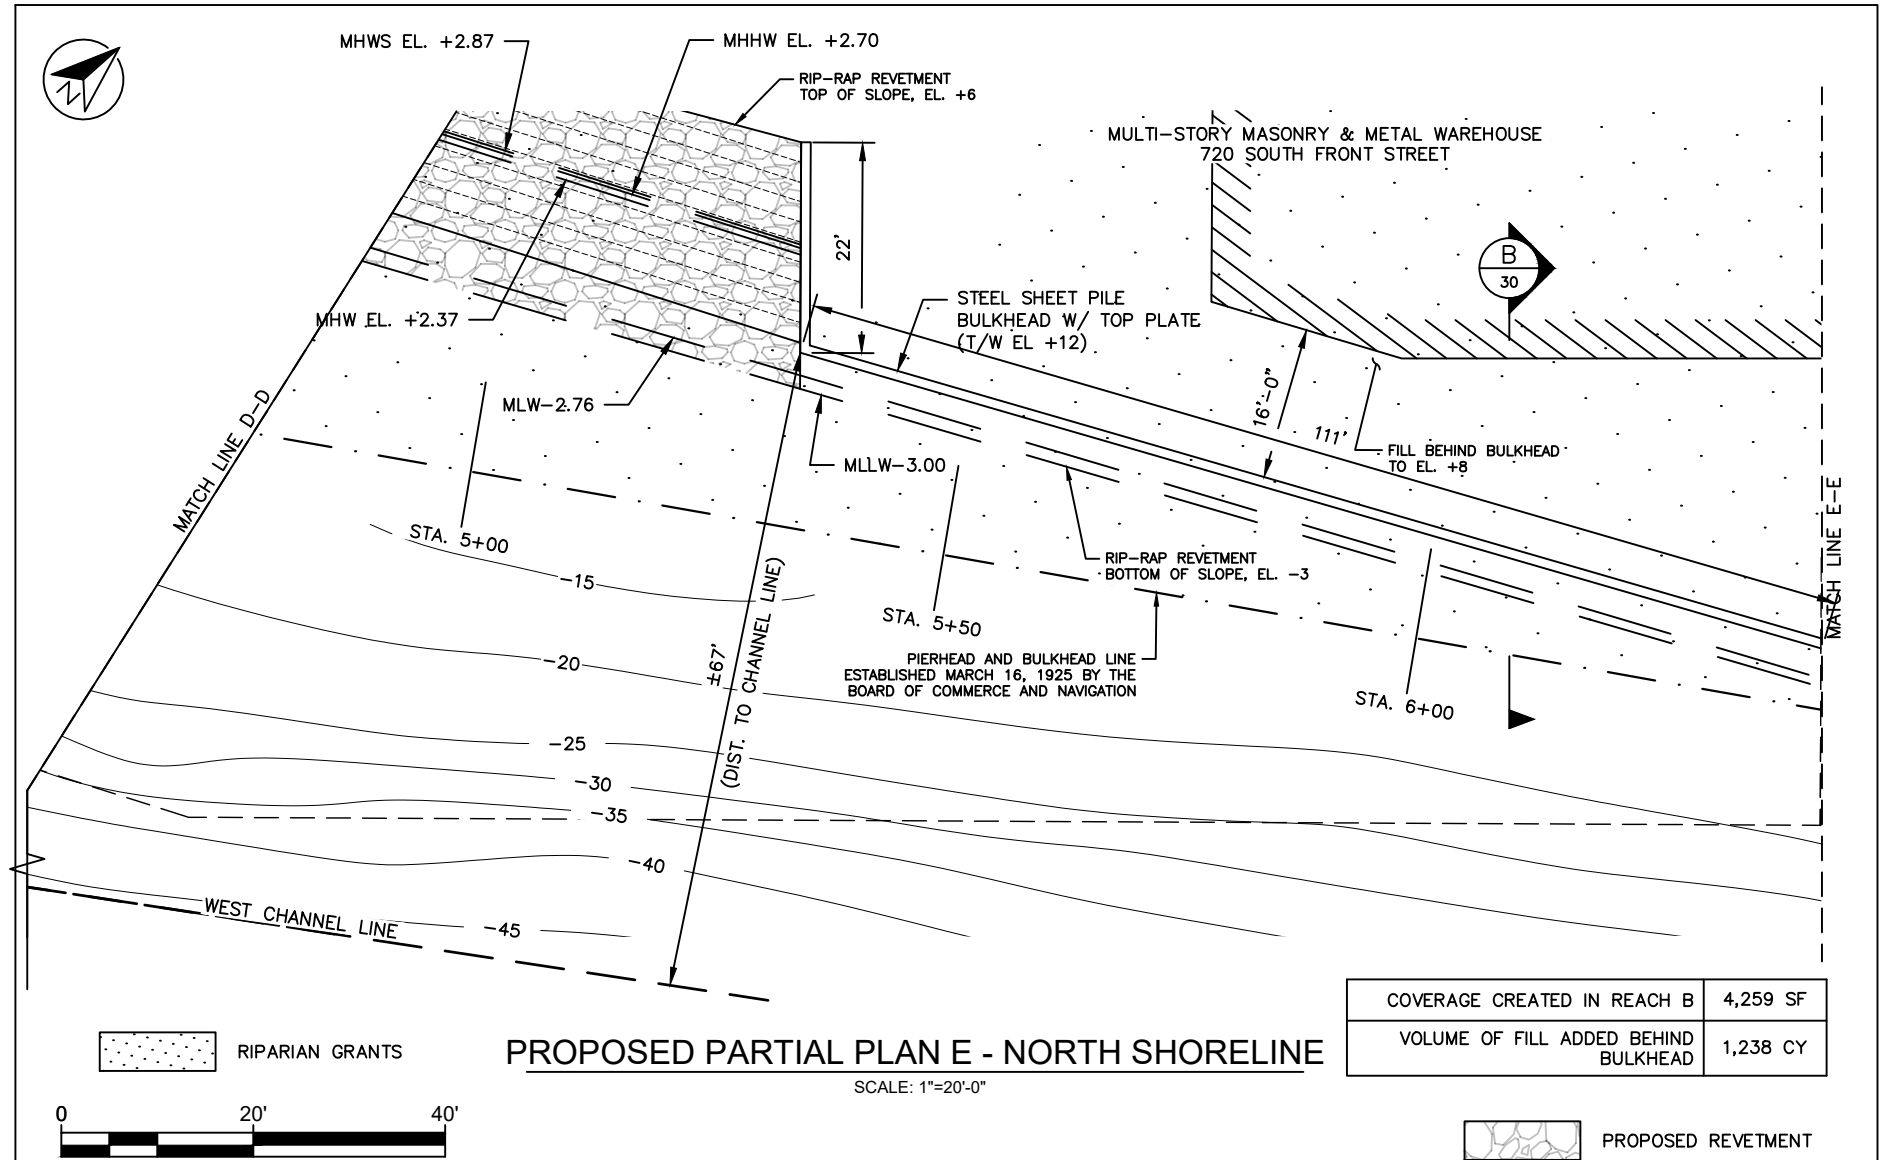 MHWS EL. +2.87
MHHW EL. +2.70
RIP-RAP REVETMENT
TOP OF SLOPE, EL. +6
N
MULTI-STORY MASONRY & METAL WAREHOUSE
720 SOUTH FRONT STREET
22'
B
30
STEEL SHEET PILE
BULKHEAD W/ TOP PLATE
(T/W EL +12)
MHW EL. +2.37
16'-0"
111'
MLW-2.76
MLLW-3.00
FILL BEHIND BULKHEAD
TO EL. +8
MATCH LINE D-D
MATCH LINE E-E
STA. 5+00
RIP-RAP REVETMENT
BOTTOM OF SLOPE, EL. -3
-15
STA. 5+50
±67'
(DIST. TO CHANNEL LINE)
PIERHEAD AND BULKHEAD LINE
ESTABLISHED MARCH 16, 1925 BY THE
BOARD OF COMMERCE AND NAVIGATION
-20
STA. 6+00
-25
-30
-35
-40
WEST CHANNEL LINE
-45
COVERAGE CREATED IN REACH B 4,259 SF
VOLUME OF FILL ADDED BEHIND
BULKHEAD 1,238 CY
RIPARIAN GRANTS
PROPOSED PARTIAL PLAN E - NORTH SHORELINE
SCALE: 1"=20'-0"
0 20' 40'
PROPOSED REVETMENT